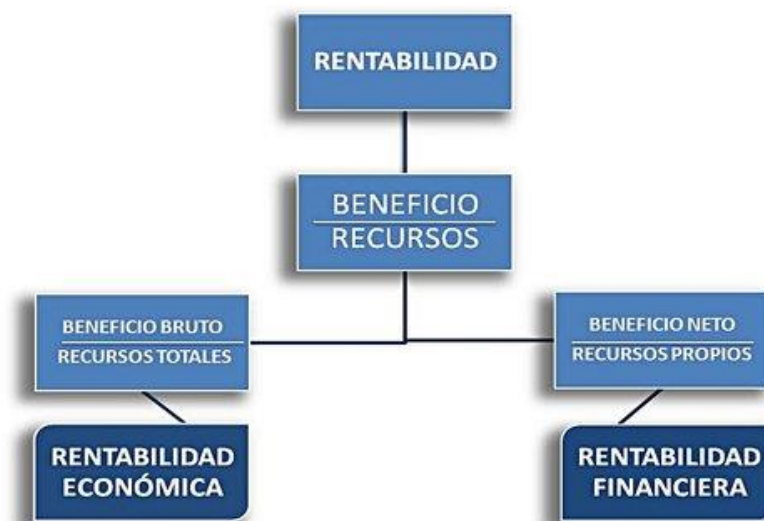 RENTABILIDAD
BENEFICIO
RECURSOS
BENEFICIO BRUTO
RECURSOS TOTALES
BENEFICIO NETO
RECURSOS PROPIOS
RENTABILIDAD
ECONÓMICA
RENTABILIDAD
FINANCIERA